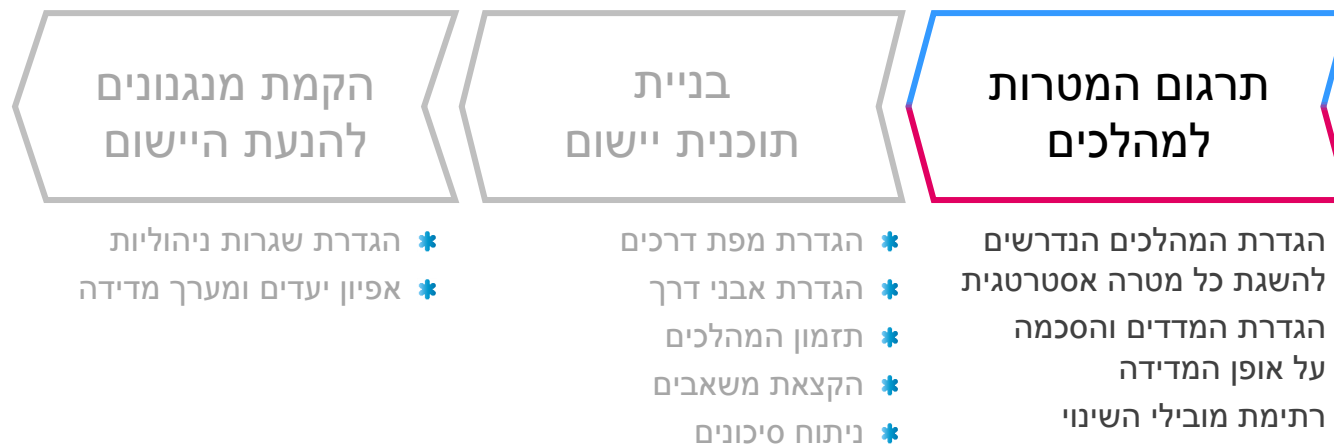 תרגום המטרות
למהלכים
הגדרת המהלכים הנדרשים
להשגת כל מטרה אסטרטגית
הגדרת המדדים והסכמה
על אופן המדידה
רתימת מובילי השינוי
בניית
תוכנית יישום
הגדרת מפת דרכים
הגדרת אבני דרך
תזמון המהלכים
הקצאת משאבים
ניתוח סיכונים
הקמת מנגנונים
להנעת היישום
הגדרת שגרות ניהוליות
אפיון יעדים ומערך מדידה